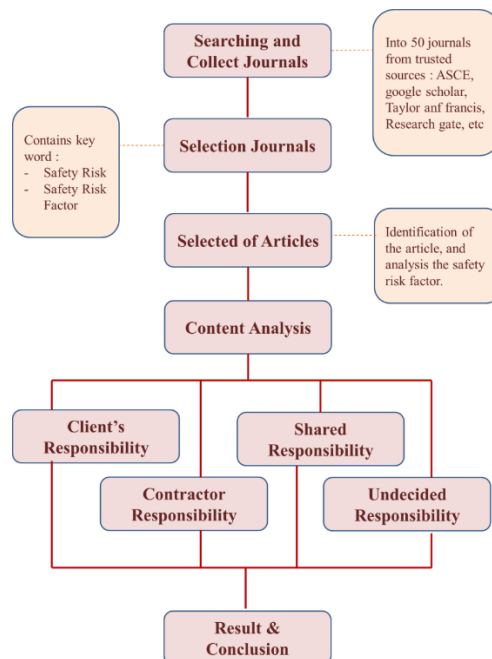 Searching and
Collect Journals
Into 50 journals
from trusted
sources : ASCE,
google scholar,
Taylor anf francis,
Research gate, etc
Contains key
word :
- Safety Risk
- Safety Risk
Factor
Selection Journals
Selected of Articles
Identification of
the article, and
analysis the safety
risk factor.
Content Analysis
Client's
Responsibility
Shared
Responsibility
Contractor
Responsibility
Undecided
Responsibility
Result &
Conclusion